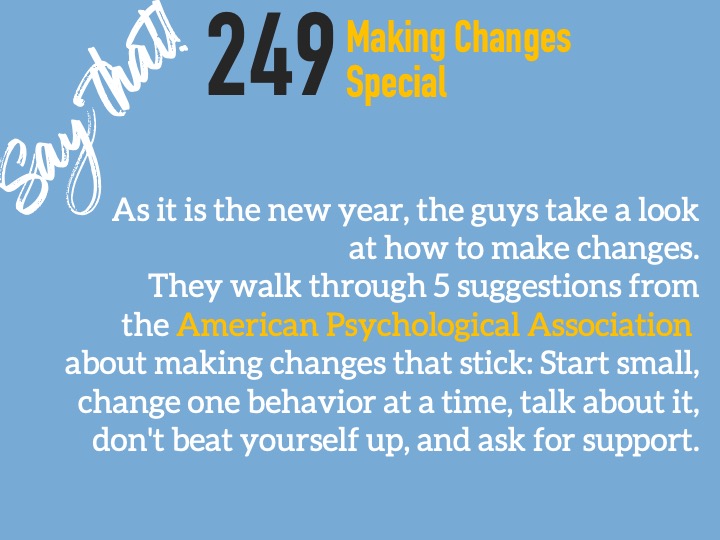 Say that!
249
Making Changes
Special
As it is the new year, the guys take a look
at how to make changes.
They walk through 5 suggestions from
the American Psychological Association
about making changes that stick: Start small,
change one behavior at a time, talk about it,
don't beat yourself up, and ask for support.